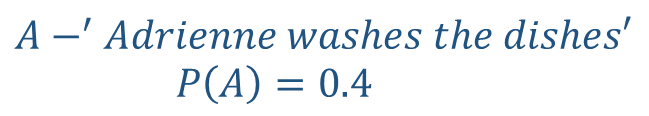 A −′ Adrienne washes the dishes′
P(A) = 0.4